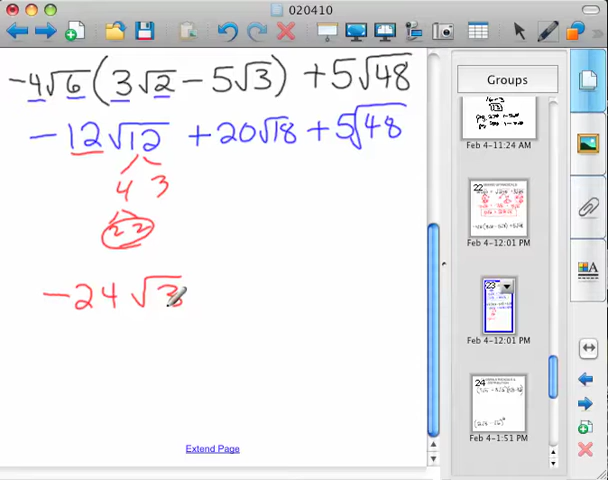 020410
-4√6 (3√2 - 5√3) + 5√48
-12√12 + 20√18 + 5√48
4 3
2 2
-24√3
Extend Page
Groups
Feb 4–11:24 AM
22
Feb 4–12:01 PM
23
Feb 4–12:01 PM
24
Feb 4–1:51 PM